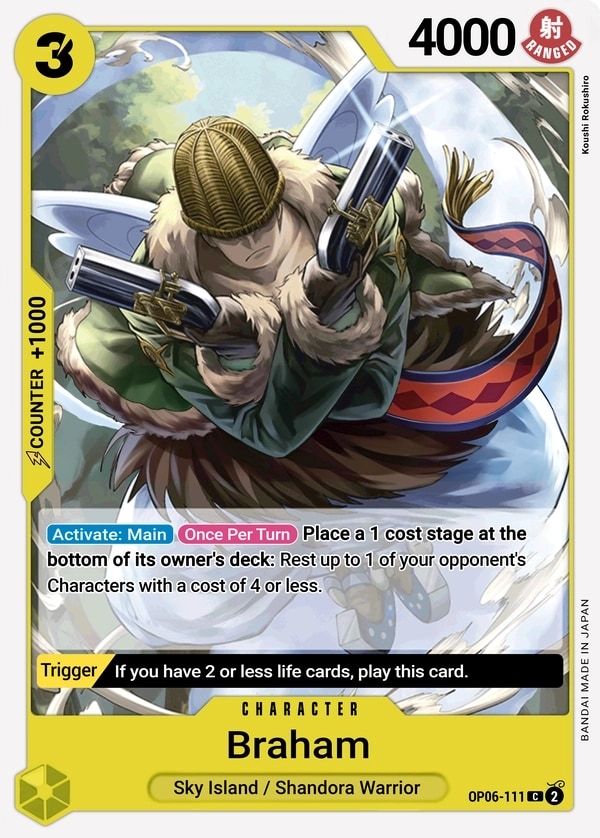 3
4000
射
RANGED
Koushi Rokushiro
COUNTER +1000
Activate: Main Once Per Turn Place a 1 cost stage at the
bottom of its owner's deck: Rest up to 1 of your opponent's
Characters with a cost of 4 or less.
Trigger If you have 2 or less life cards, play this card.
BANDAI MADE IN JAPAN
CHARACTER
Braham
Sky Island / Shandora Warrior
OP06-111 C 2